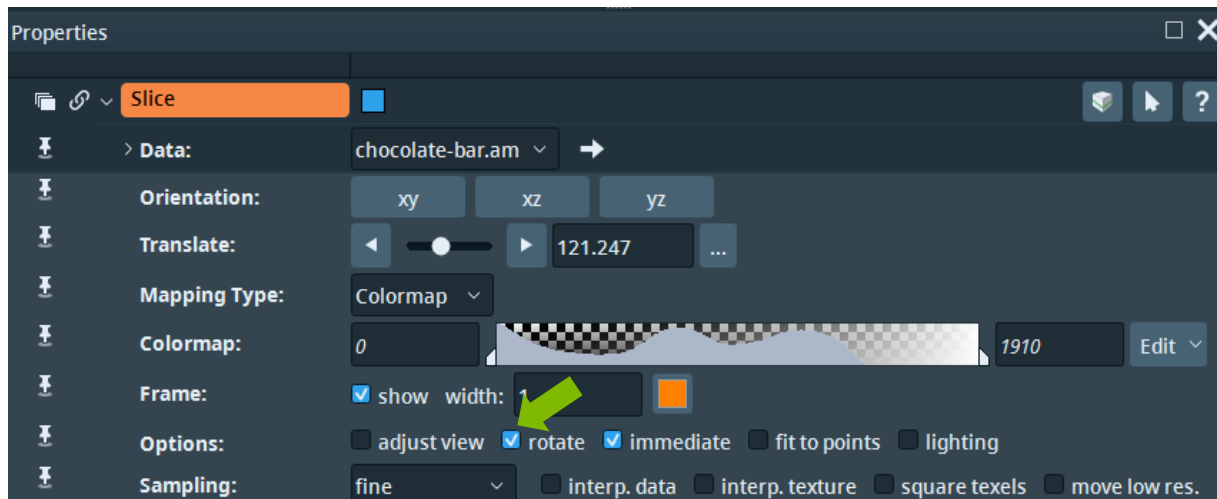 Properties
Slice ?
Data: chocolate-bar.am
Orientation: xy xz yz
Translate: 121.247 ...
Mapping Type: Colormap
Colormap: 0 1910 Edit
Frame: show width: 1
Options: adjust view rotate immediate fit to points lighting
Sampling: fine interp. data interp. texture square texels move low res.